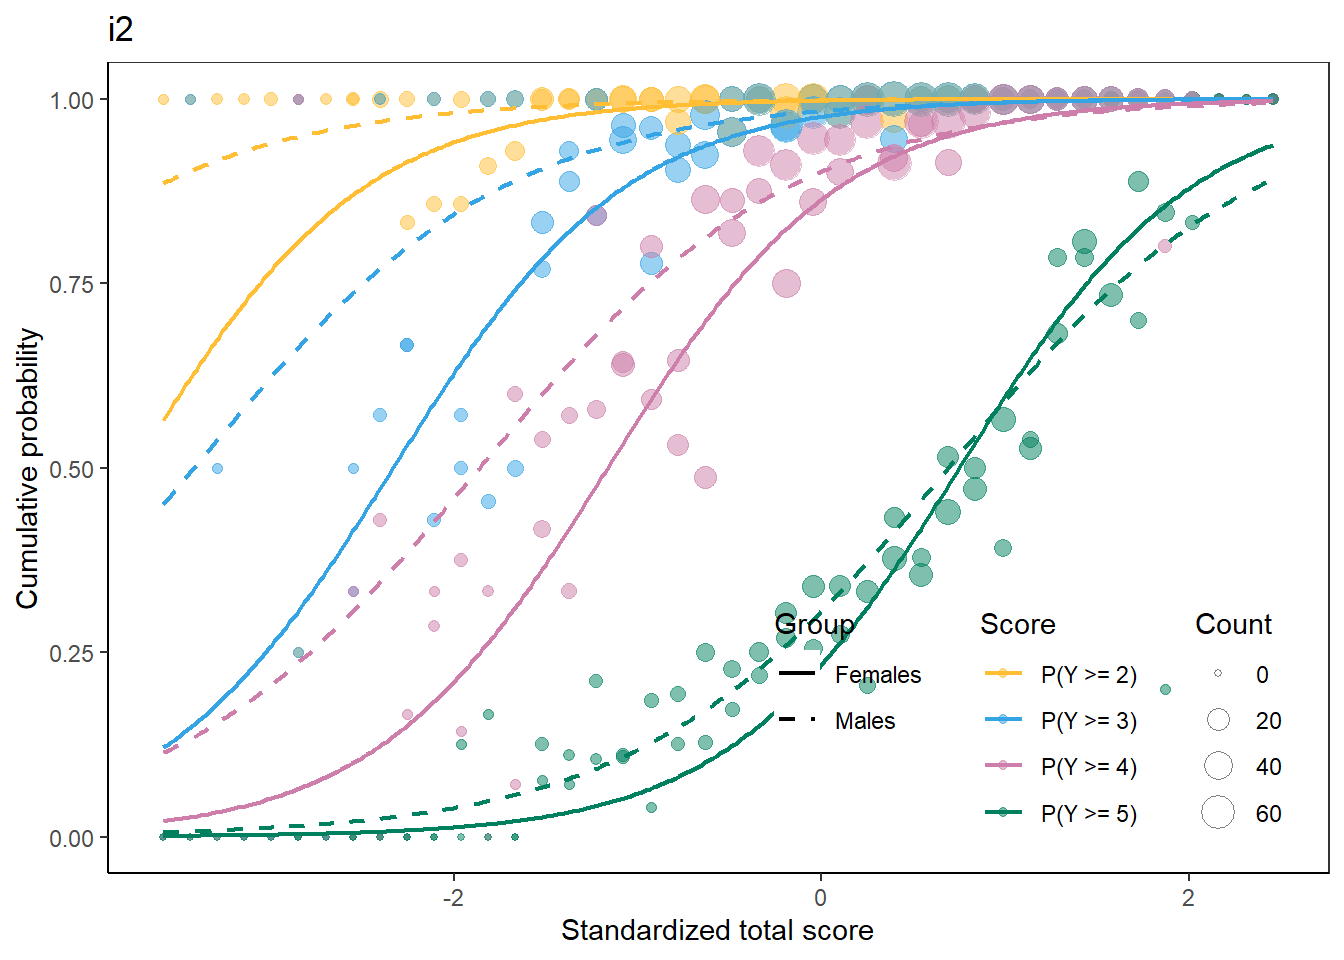 i2
Cumulative probability
1.00
0.75
0.50
0.25
0.00
-2
0
2
Standardized total score
Group
Females
Males
Score
P(Y >= 2)
P(Y >= 3)
P(Y >= 4)
P(Y >= 5)
Count
0
20
40
60